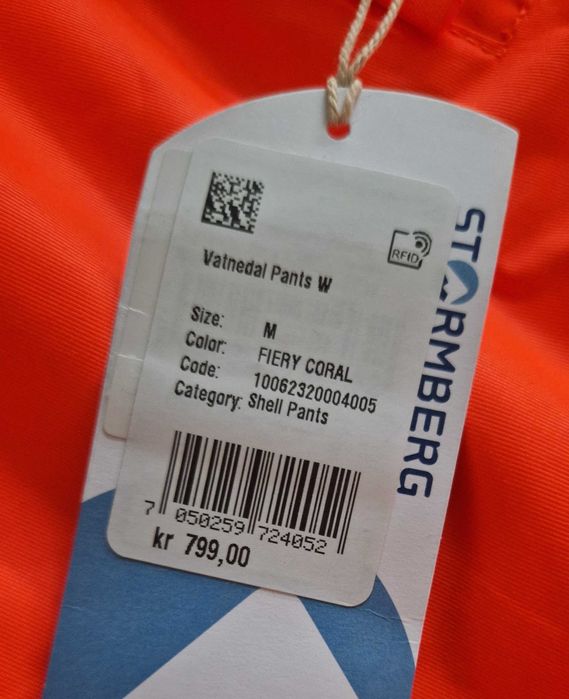 RFID
Vatnedal Pants W
Size: M
Color: FIERY CORAL
Code: 10062320004005
Category: Shell Pants
7 050259 724052
kr 799,00
STORMBERG